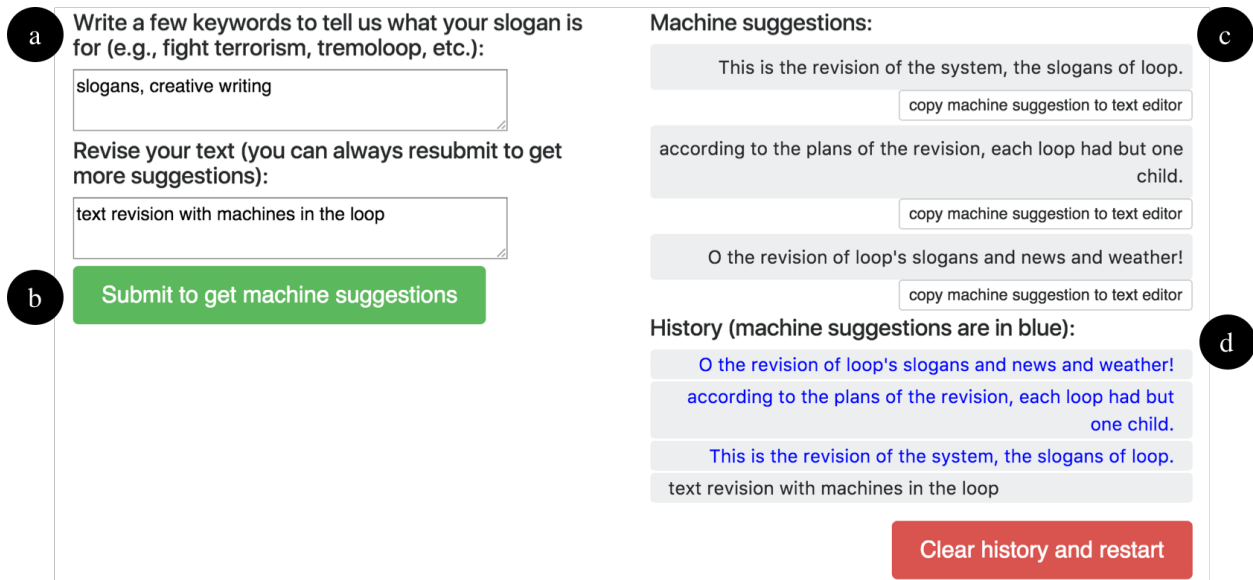 a
Write a few keywords to tell us what your slogan is
for (e.g., fight terrorism, tremoloop, etc.):
slogans, creative writing
Revise your text (you can always resubmit to get
more suggestions):
text revision with machines in the loop
b
Submit to get machine suggestions
c
Machine suggestions:
This is the revision of the system, the slogans of loop.
copy machine suggestion to text editor
according to the plans of the revision, each loop had but one
child.
copy machine suggestion to text editor
O the revision of loop's slogans and news and weather!
copy machine suggestion to text editor
d
History (machine suggestions are in blue):
O the revision of loop's slogans and news and weather!
according to the plans of the revision, each loop had but
one child.
This is the revision of the system, the slogans of loop.
text revision with machines in the loop
Clear history and restart